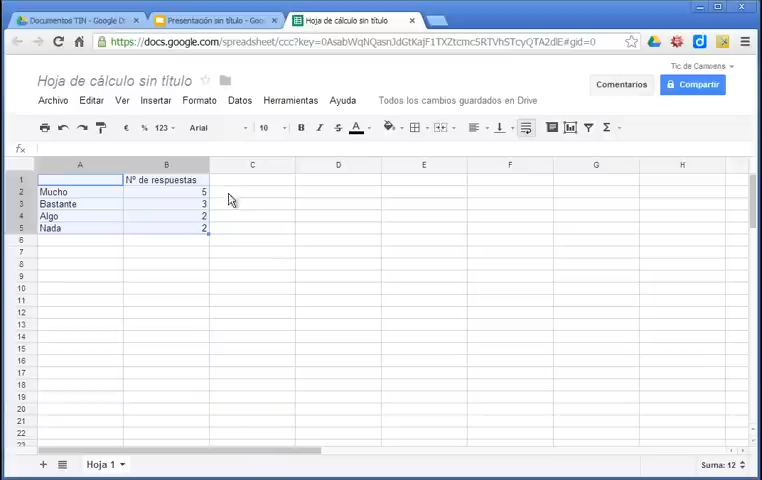 Documentos TIN - Google Dr
Presentación sin título - Goo
Hoja de cálculo sin título
https://docs.google.com/spreadsheet/ccc?key=0AsabWqNQasnJdGtKajF1TXZtcmc5RTVhSTcyQTA2dlE#gid=0
Tic de Camoens
Hoja de cálculo sin título
Comentarios
Compartir
Archivo Editar Ver Insertar Formato Datos Herramientas Ayuda Todos los cambios guardados en Drive
€ % 123 Arial 10 B I S A Σ
fx
A B C D E F G H
1 Nº de respuestas
2 Mucho 5
3 Bastante 3
4 Algo 2
5 Nada 2
6
7
8
9
10
11
12
13
14
15
16
17
18
19
20
21
22
23
+ Hoja 1 Suma: 12